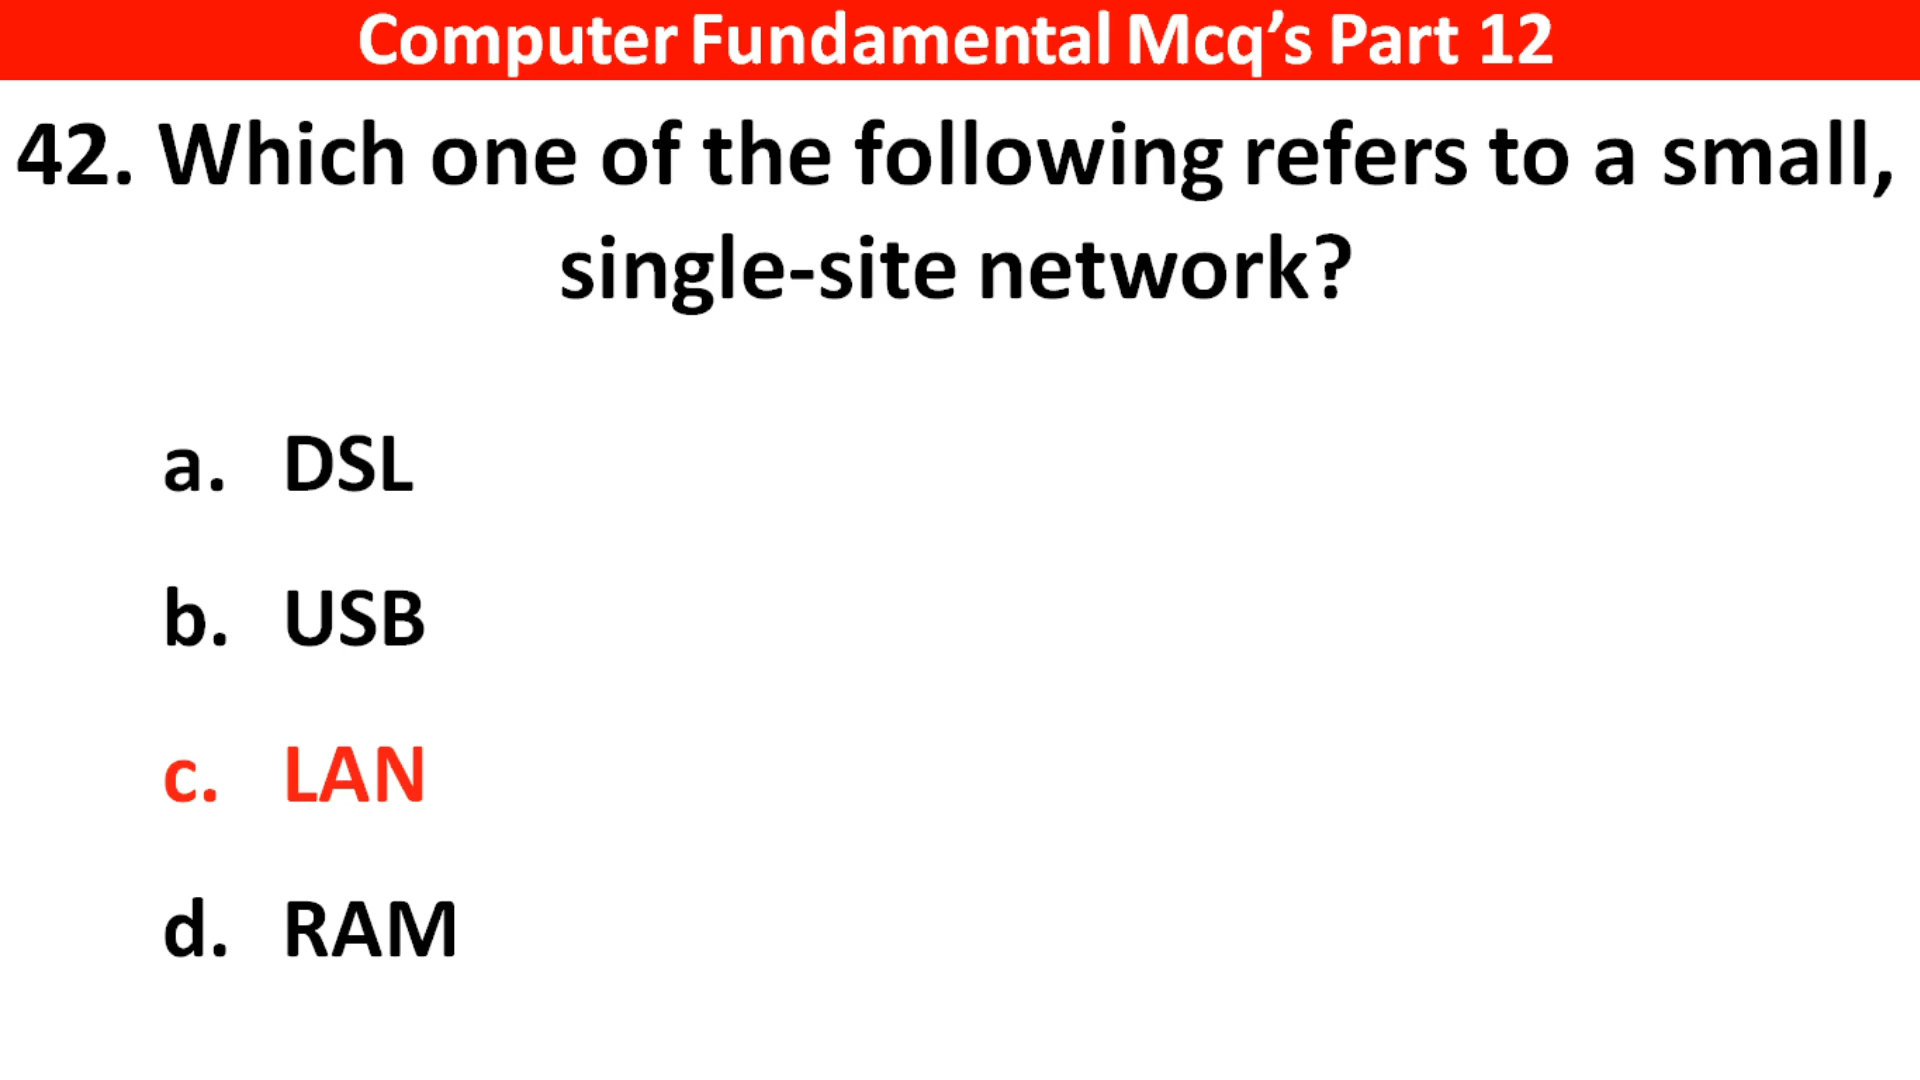 Computer Fundamental Mcq’s Part 12
42. Which one of the following refers to a small,
single-site network?
a. DSL
b. USB
c. LAN
d. RAM